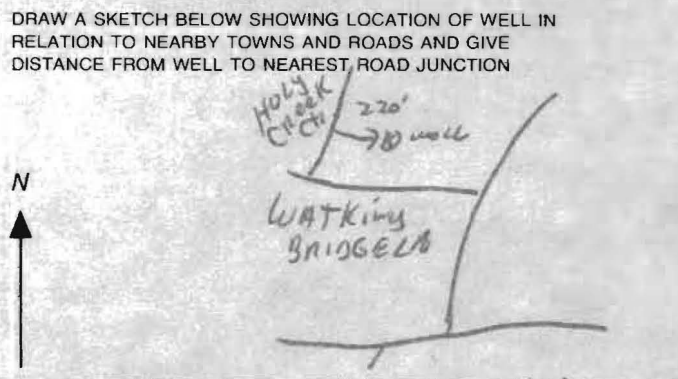 DRAW A SKETCH BELOW SHOWING LOCATION OF WELL IN
RELATION TO NEARBY TOWNS AND ROADS AND GIVE
DISTANCE FROM WELL TO NEAREST ROAD JUNCTION
HOLY
CREEK
Ct
220'
well
N
WATKINS
BRIDGE LN